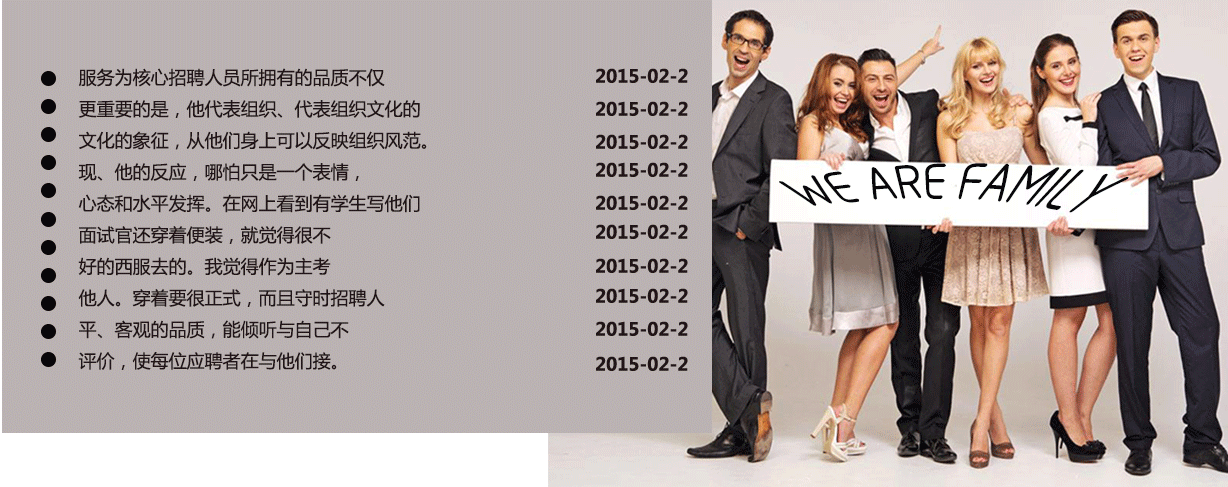 服务为核心招聘人员所拥有的品质不仅 2015-02-2
更重要的是，他代表组织、代表组织文化的 2015-02-2
文化的象征，从他们身上可以反映组织风范。 2015-02-2
现、他的反应，哪怕只是一个表情， 2015-02-2
心态和水平发挥。在网上看到有学生写他们 2015-02-2
面试官还穿着便装，就觉得很不 2015-02-2
好的西服去的。我觉得作为主考 2015-02-2
他人。穿着要很正式，而且守时招聘人 2015-02-2
平、客观的品质，能倾听与自己不 2015-02-2
评价，使每位应聘者在与他们接。 2015-02-2
WE ARE FAMILY